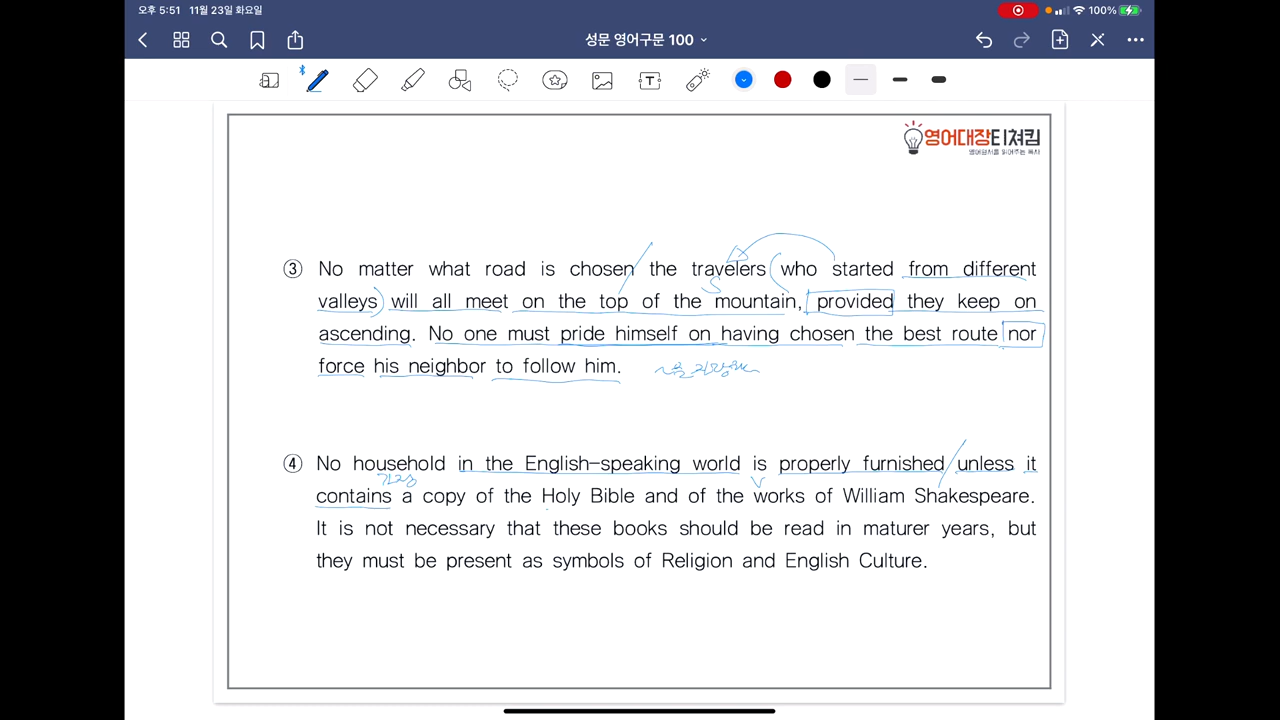 오후 5:51 11월 23일 화요일
100%
성문 영어구문 100
영어대장티쳐킴
③ No matter what road is chosen the travelers who started from different
valleys will all meet on the top of the mountain, provided they keep on
ascending. No one must pride himself on having chosen the best route nor
force his neighbor to follow him.
S
~을 자랑하~
④ No household in the English-speaking world is properly furnished unless it
가정
V
contains a copy of the Holy Bible and of the works of William Shakespeare.
It is not necessary that these books should be read in maturer years, but
they must be present as symbols of Religion and English Culture.